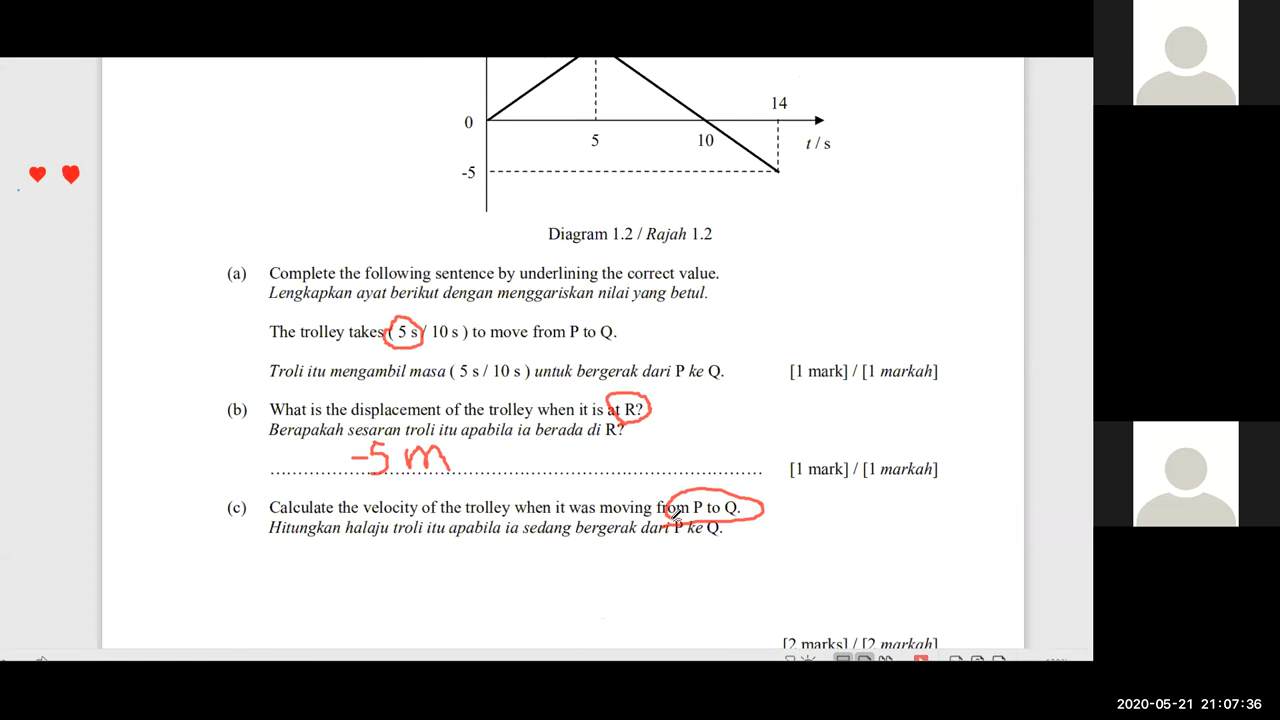 14
0
5
10
t / s
-5
Diagram 1.2 / Rajah 1.2
(a) Complete the following sentence by underlining the correct value.
Lengkapkan ayat berikut dengan menggariskan nilai yang betul.
The trolley takes ( 5 s / 10 s ) to move from P to Q.
Troli itu mengambil masa ( 5 s / 10 s ) untuk bergerak dari P ke Q. [1 mark] / [1 markah]
(b) What is the displacement of the trolley when it is at R?
Berapakah sesaran troli itu apabila ia berada di R?
-5 m
.......................................................................................... [1 mark] / [1 markah]
(c) Calculate the velocity of the trolley when it was moving from P to Q.
Hitungkan halaju troli itu apabila ia sedang bergerak dari P ke Q.
[2 marks] / [2 markah]
2020-05-21 21:07:36